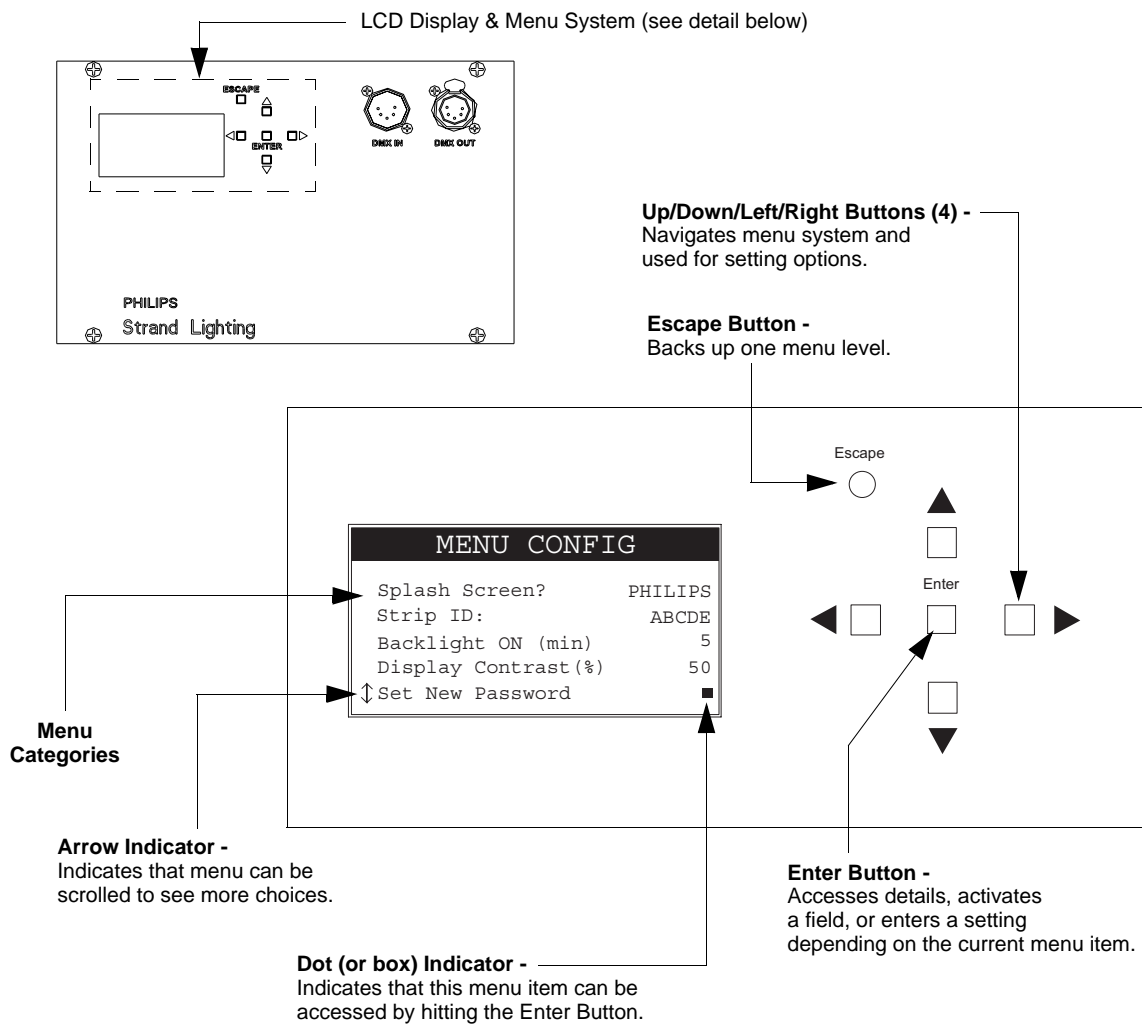 LCD Display & Menu System (see detail below)
ESCAPE
ENTER
DMX IN
DMX OUT
PHILIPS
Strand Lighting
Up/Down/Left/Right Buttons (4) -
Navigates menu system and
used for setting options.
Escape Button -
Backs up one menu level.
Escape
Enter
MENU CONFIG
Splash Screen? PHILIPS
Strip ID: ABCDE
Backlight ON (min) 5
Display Contrast(%) 50
↕Set New Password ■
Menu
Categories
Arrow Indicator -
Indicates that menu can be
scrolled to see more choices.
Enter Button -
Accesses details, activates
a field, or enters a setting
depending on the current menu item.
Dot (or box) Indicator -
Indicates that this menu item can be
accessed by hitting the Enter Button.